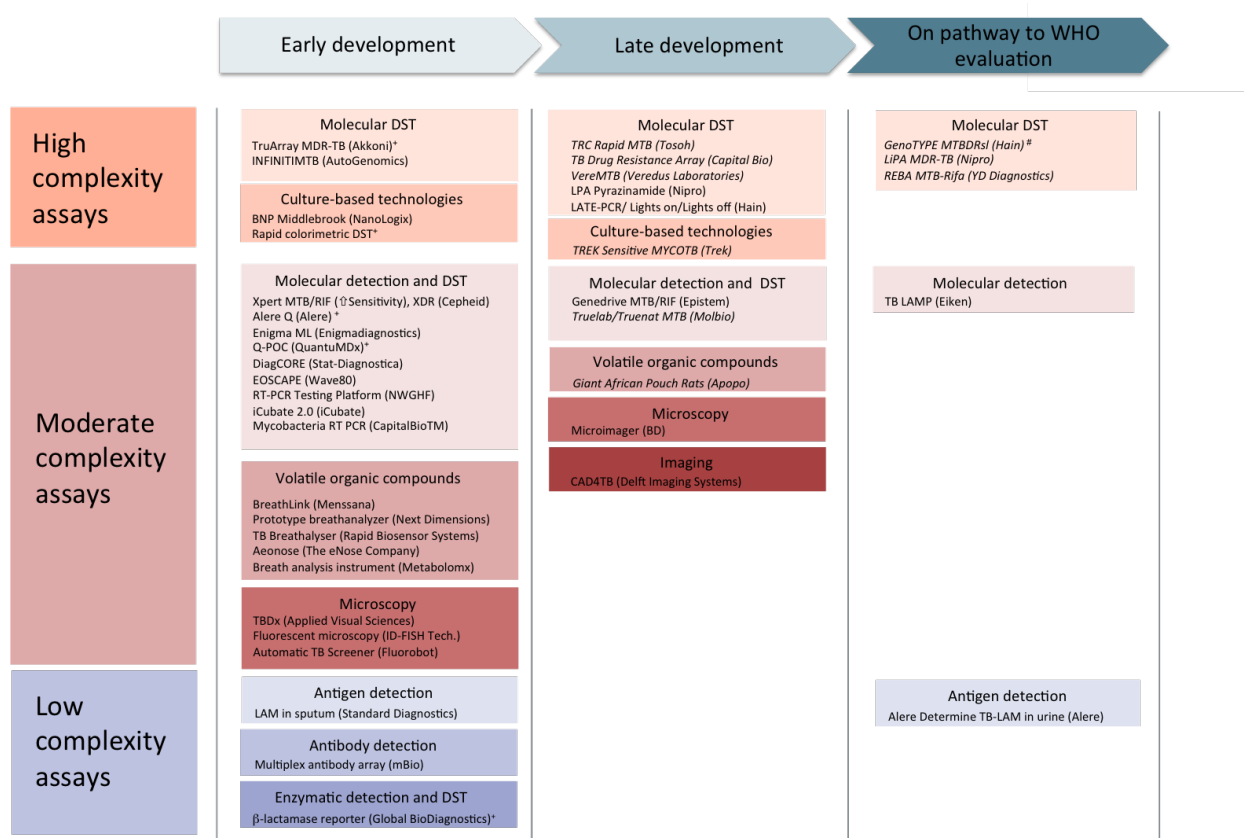 Early development
Late development
On pathway to WHO
evaluation
High
complexity
assays
Molecular DST
TruArray MDR-TB (Akkoni)⁺
INFINITIMTB (AutoGenomics)
Culture-based technologies
BNP Middlebrook (NanoLogix)
Rapid colorimetric DST⁺
Molecular DST
TRC Rapid MTB (Tosoh)
TB Drug Resistance Array (Capital Bio)
VereMTB (Veredus Laboratories)
LPA Pyrazinamide (Nipro)
LATE-PCR/ Lights on/Lights off (Hain)
Culture-based technologies
TREK Sensitive MYCOTB (Trek)
Molecular DST
GenoTYPE MTBDRsl (Hain) #
LiPA MDR-TB (Nipro)
REBA MTB-Rifa (YD Diagnostics)
Moderate
complexity
assays
Molecular detection and DST
Xpert MTB/RIF (⇧Sensitivity), XDR (Cepheid)
Alere Q (Alere) ⁺
Enigma ML (Enigmadiagnostics)
Q-POC (QuantuMDx)⁺
DiagCORE (Stat-Diagnostica)
EOSCAPE (Wave80)
RT-PCR Testing Platform (NWGHF)
iCubate 2.0 (iCubate)
Mycobacteria RT PCR (CapitalBioTM)
Volatile organic compounds
BreathLink (Menssana)
Prototype breathanalyzer (Next Dimensions)
TB Breathalyser (Rapid Biosensor Systems)
Aeonose (The eNose Company)
Breath analysis instrument (Metabolomx)
Microscopy
TBDx (Applied Visual Sciences)
Fluorescent microscopy (ID-FISH Tech.)
Automatic TB Screener (Fluorobot)
Molecular detection and DST
Genedrive MTB/RIF (Epistem)
Truelab/Truenat MTB (Molbio)
Volatile organic compounds
Giant African Pouch Rats (Apopo)
Microscopy
Microimager (BD)
Imaging
CAD4TB (Delft Imaging Systems)
Molecular detection
TB LAMP (Eiken)
Low
complexity
assays
Antigen detection
LAM in sputum (Standard Diagnostics)
Antibody detection
Multiplex antibody array (mBio)
Enzymatic detection and DST
β-lactamase reporter (Global BioDiagnostics)⁺
Antigen detection
Alere Determine TB-LAM in urine (Alere)